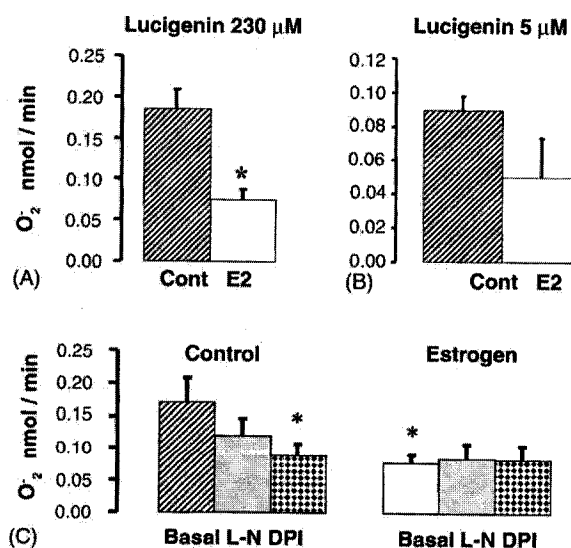 Lucigenin 230 µM
O₂⁻ nmol / min
0.25
0.20
0.15
0.10
0.05
0.00
*
Cont E2
(A)
Lucigenin 5 µM
0.12
0.10
0.08
0.06
0.04
0.02
0.00
Cont E2
(B)
O₂⁻ nmol / min
0.25
0.20
0.15
0.10
0.05
0.00
Control
*
Basal L-N DPI
Estrogen
*
Basal L-N DPI
(C)